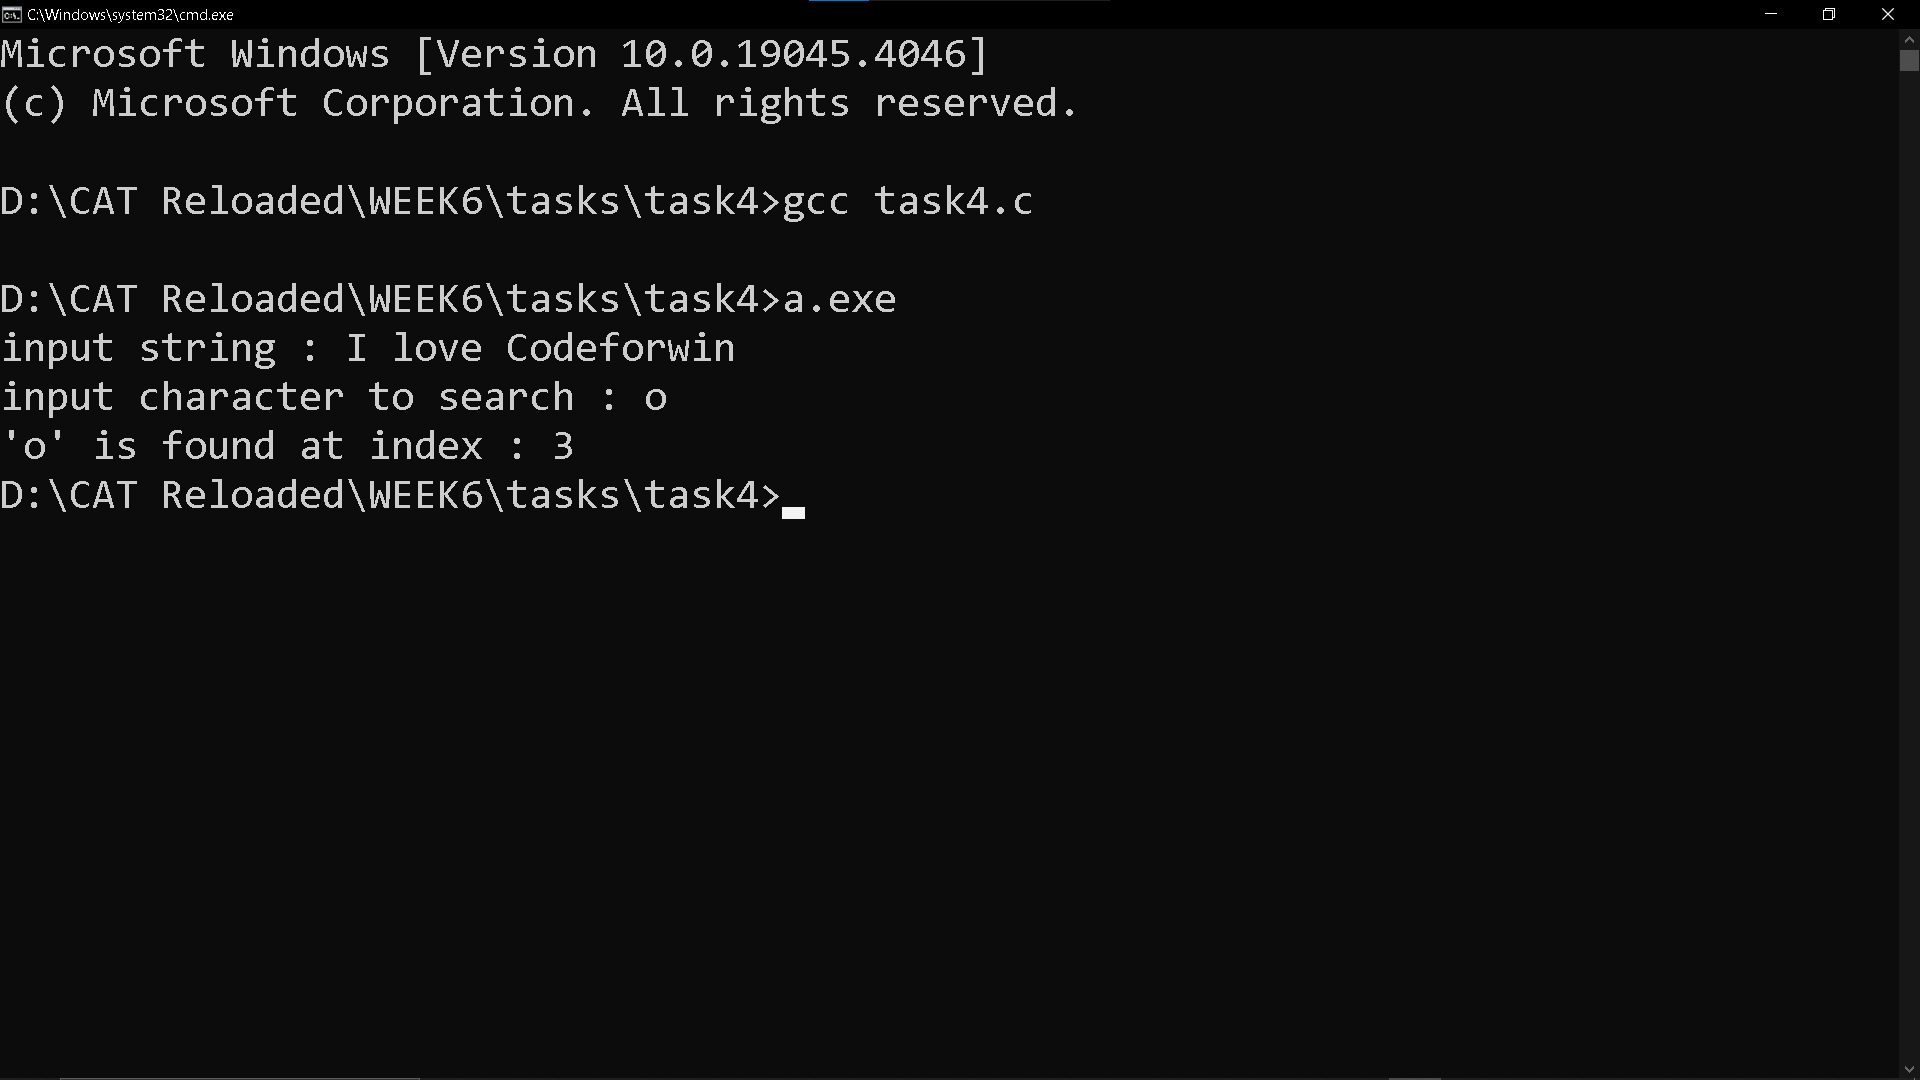 C:\Windows\system32\cmd.exe
Microsoft Windows [Version 10.0.19045.4046]
(c) Microsoft Corporation. All rights reserved.
D:\CAT Reloaded\WEEK6\tasks\task4>gcc task4.c
D:\CAT Reloaded\WEEK6\tasks\task4>a.exe
input string : I love Codeforwin
input character to search : o
'o' is found at index : 3
D:\CAT Reloaded\WEEK6\tasks\task4>